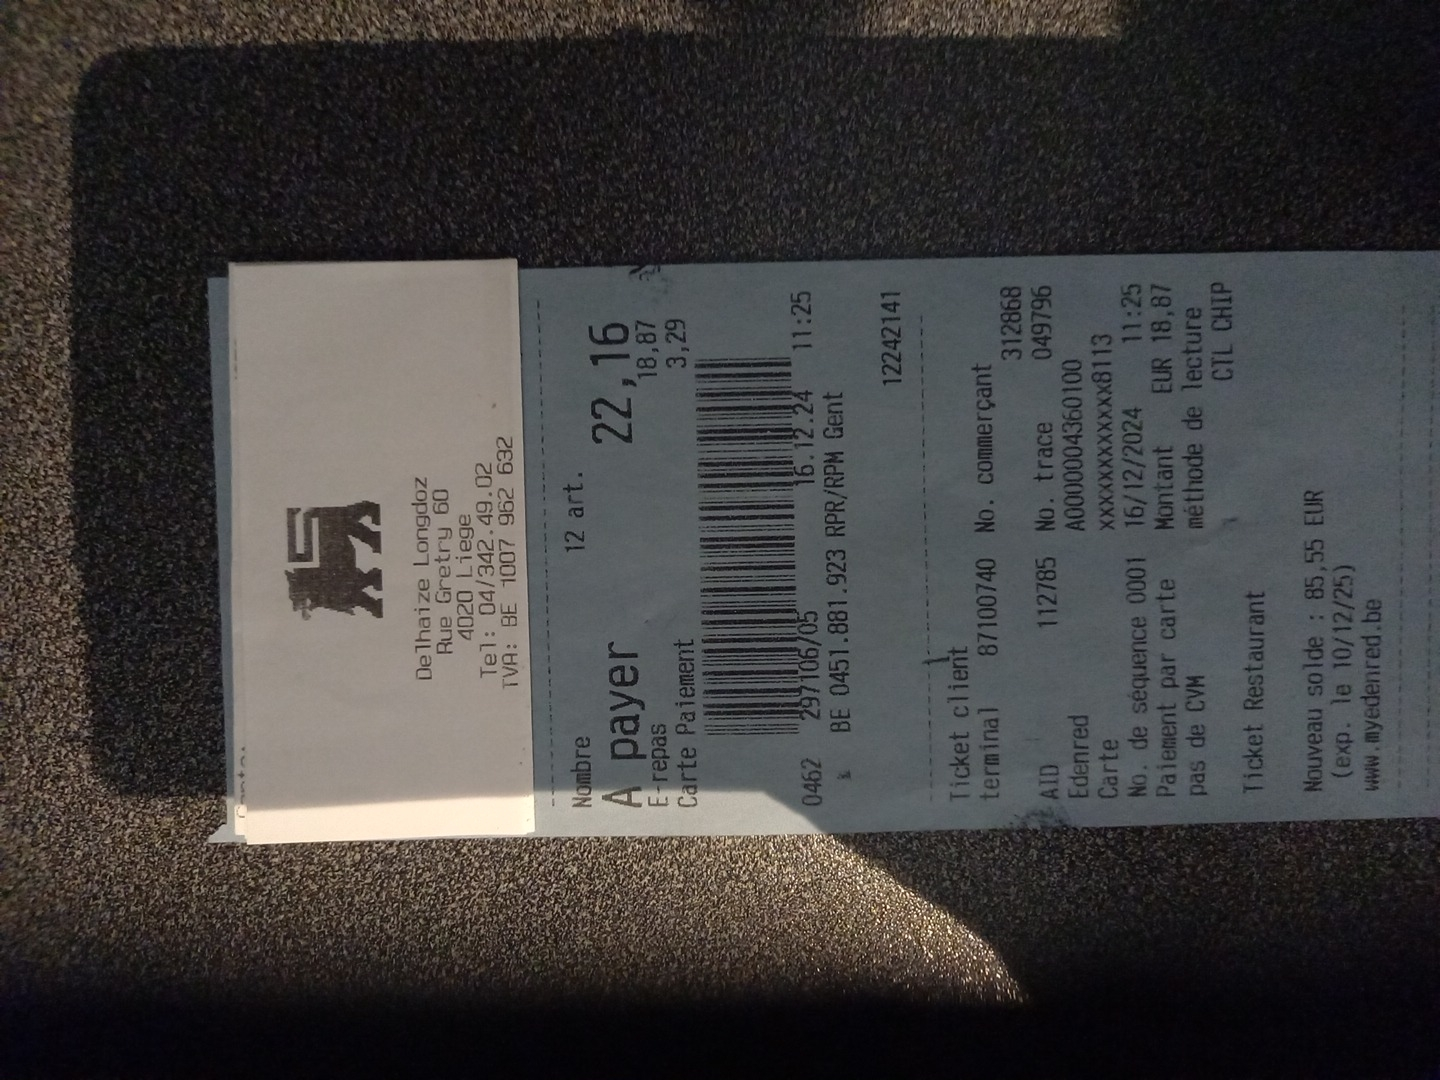 Delhaize Longdoz
Rue Gretry 60
4020 Liege
Tel: 04/342.49.02
TVA: BE 1007 962 632
Nombre 12 art.
A payer 22,16
E-repas 18,87
Carte Paiement 3,29
0462 297106/05 16.12.24 11:25
BE 0451.881.923 RPR/RPM Gent
12242141
Ticket client
terminal 87100740 No. commerçant
312868
AID 112785 No. trace 049796
Edenred A0000004360100
Carte xxxxxxxxxxxx8113
No. de séquence 0001 16/12/2024 11:25
Paiement par carte Montant EUR 18,87
pas de CVM méthode de lecture
CTL CHIP
Ticket Restaurant
Nouveau solde : 85,55 EUR
(exp. le 10/12/25)
www.myedenred.be